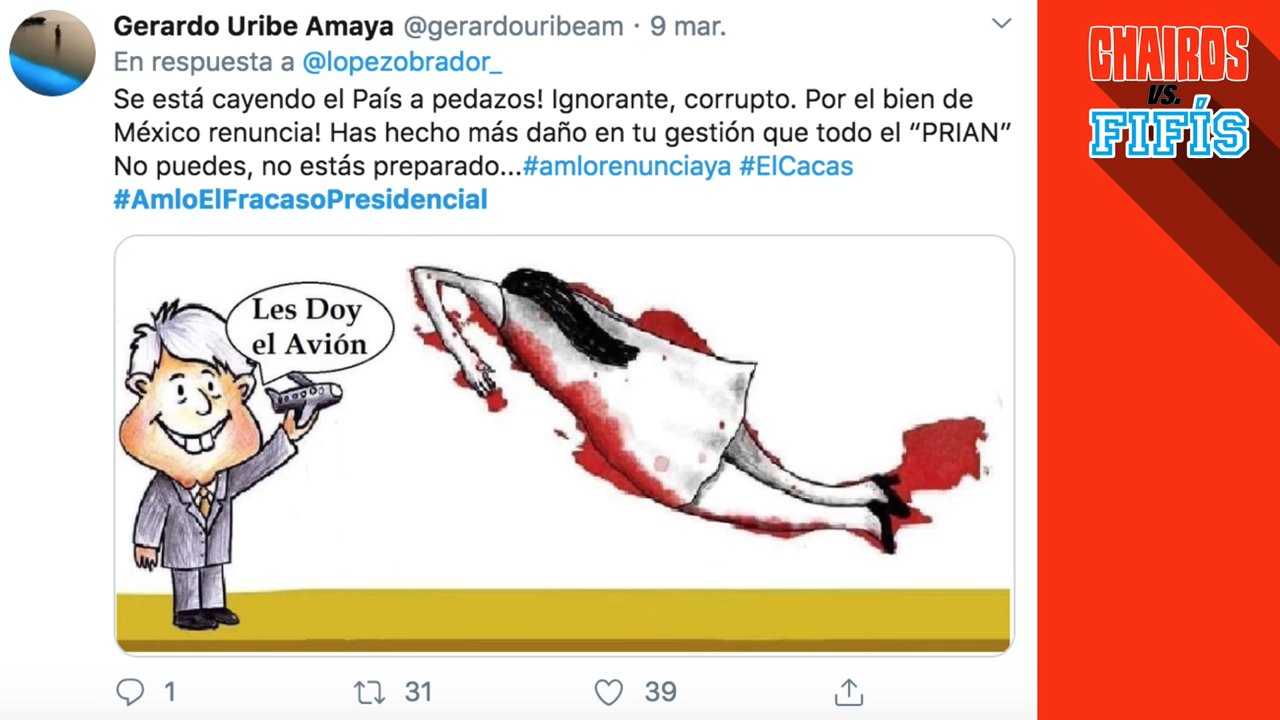 Gerardo Uribe Amaya @gerardouribeam · 9 mar.
En respuesta a @lopezobrador_
Se está cayendo el País a pedazos! Ignorante, corrupto. Por el bien de
México renuncia! Has hecho más daño en tu gestión que todo el “PRIAN”
No puedes, no estás preparado...#amlorenunciaya #ElCacas
#AmloElFracasoPresidencial
Les Doy
el Avión
1 31 39
CHAIROS
VS.
FIFÍS